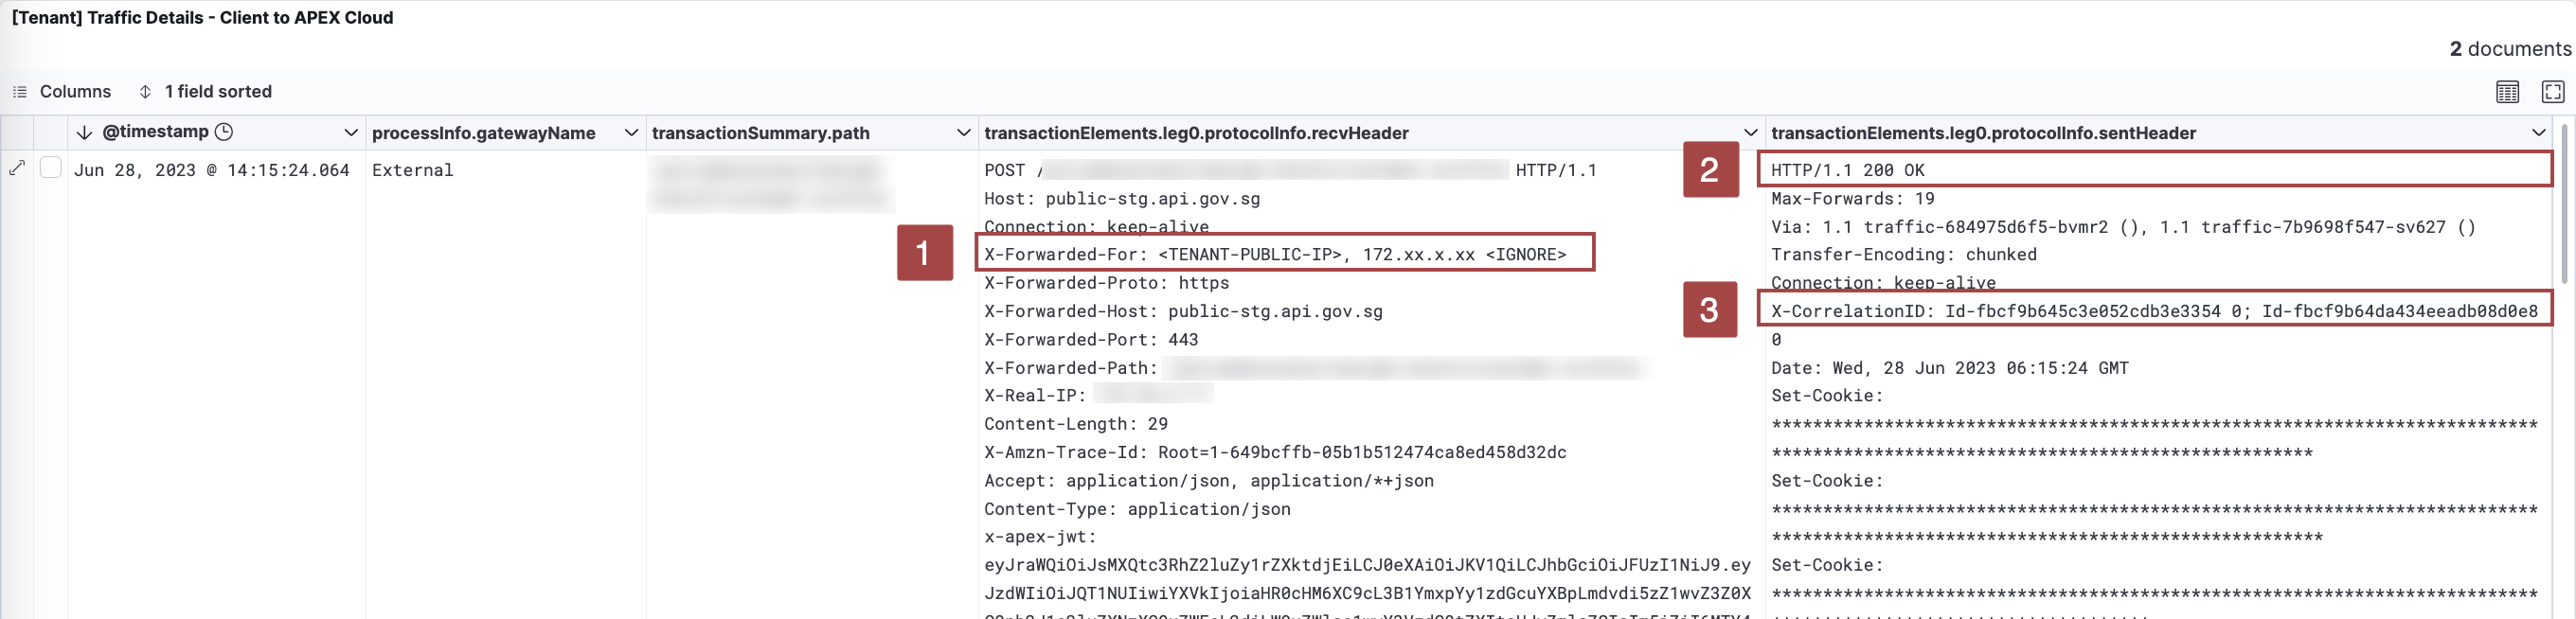 [Tenant] Traffic Details - Client to APEX Cloud
2 documents
Columns 1 field sorted
@timestamp processInfo.gatewayName transactionSummary.path transactionElements.leg0.protocolInfo.recvHeader transactionElements.leg0.protocolInfo.sentHeader
Jun 28, 2023 @ 14:15:24.064 External
POST / HTTP/1.1
Host: public-stg.api.gov.sg
Connection: keep-alive
1
X-Forwarded-For: <TENANT-PUBLIC-IP>, 172.xx.x.xx <IGNORE>
X-Forwarded-Proto: https
X-Forwarded-Host: public-stg.api.gov.sg
X-Forwarded-Port: 443
X-Forwarded-Path:
X-Real-IP:
Content-Length: 29
X-Amzn-Trace-Id: Root=1-649bcffb-05b1b512474ca8ed458d32dc
Accept: application/json, application/*+json
Content-Type: application/json
x-apex-jwt:
eyJraWQiOiJsMXQtc3RhZ2luZy1rZXktdjEiLCJ0eXAiOiJKV1QiLCJhbGciOiJFUzI1NiJ9.ey
JzdWIiOiJQT1NUIiwiYXVkIjoiaHR0cHM6XC9cL3B1YmxpYy1zdGcuYXBpLmdvdi5zZ1wvZ3Z0X
2
HTTP/1.1 200 OK
Max-Forwards: 19
Via: 1.1 traffic-684975d6f5-bvmr2 (), 1.1 traffic-7b9698f547-sv627 ()
Transfer-Encoding: chunked
Connection: keep-alive
3
X-CorrelationID: Id-fbcf9b645c3e052cdb3e3354 0; Id-fbcf9b64da434eeadb08d0e8
0
Date: Wed, 28 Jun 2023 06:15:24 GMT
Set-Cookie:
***************************************************************************
*****************************************************
Set-Cookie:
***************************************************************************
******************************************************
Set-Cookie:
***************************************************************************